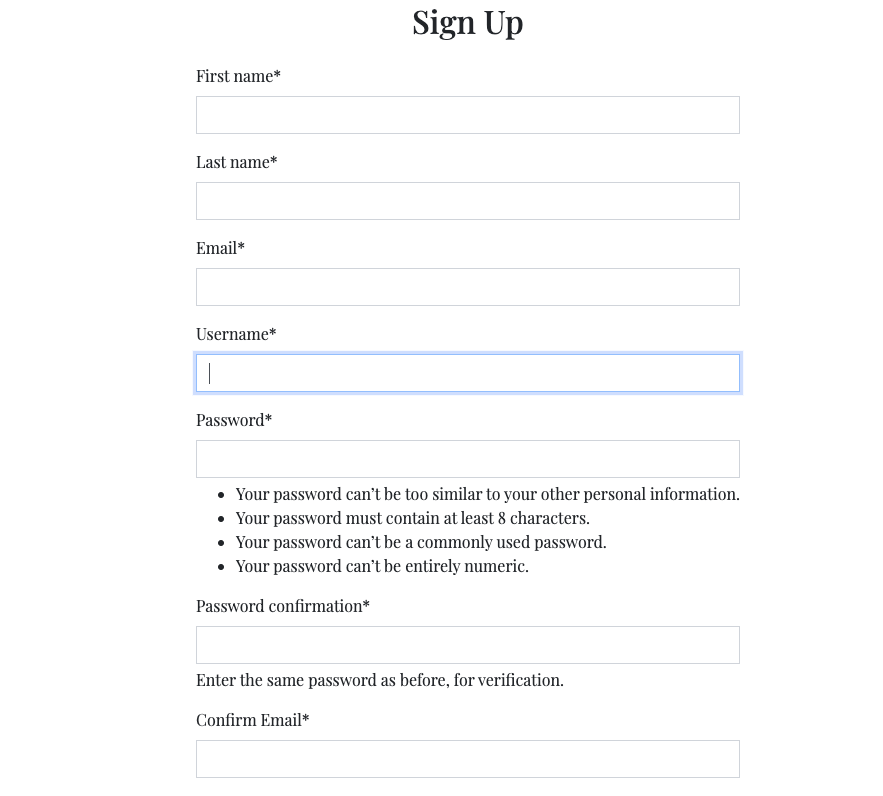 Sign Up
First name*
Last name*
Email*
Username*
Password*
• Your password can’t be too similar to your other personal information.
• Your password must contain at least 8 characters.
• Your password can’t be a commonly used password.
• Your password can’t be entirely numeric.
Password confirmation*
Enter the same password as before, for verification.
Confirm Email*